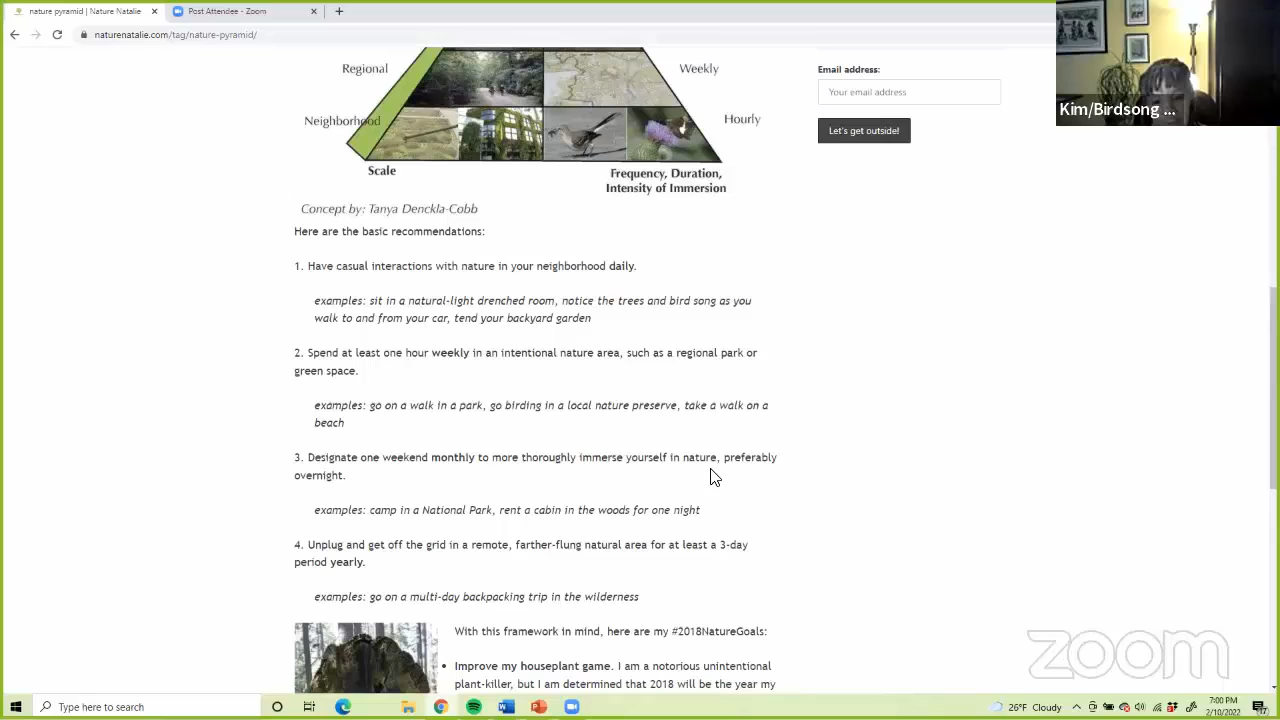 nature pyramid | Nature Natalie
Post Attendee - Zoom
naturenatalie.com/tag/nature-pyramid/
Kim/Birdsong ...
Regional
Weekly
Neighborhood
Hourly
Scale
Frequency, Duration,
Intensity of Immersion
Concept by: Tanya Denckla-Cobb
Email address:
Your email address
Let's get outside!
Here are the basic recommendations:
1. Have casual interactions with nature in your neighborhood daily.
examples: sit in a natural-light drenched room, notice the trees and bird song as you
walk to and from your car, tend your backyard garden
2. Spend at least one hour weekly in an intentional nature area, such as a regional park or
green space.
examples: go on a walk in a park, go birding in a local nature preserve, take a walk on a
beach
3. Designate one weekend monthly to more thoroughly immerse yourself in nature, preferably
overnight.
examples: camp in a National Park, rent a cabin in the woods for one night
4. Unplug and get off the grid in a remote, farther-flung natural area for at least a 3-day
period yearly.
examples: go on a multi-day backpacking trip in the wilderness
With this framework in mind, here are my #2018NatureGoals:
• Improve my houseplant game. I am a notorious unintentional
plant-killer, but I am determined that 2018 will be the year my
zoom
Type here to search
26°F Cloudy
7:00 PM
2/10/2022